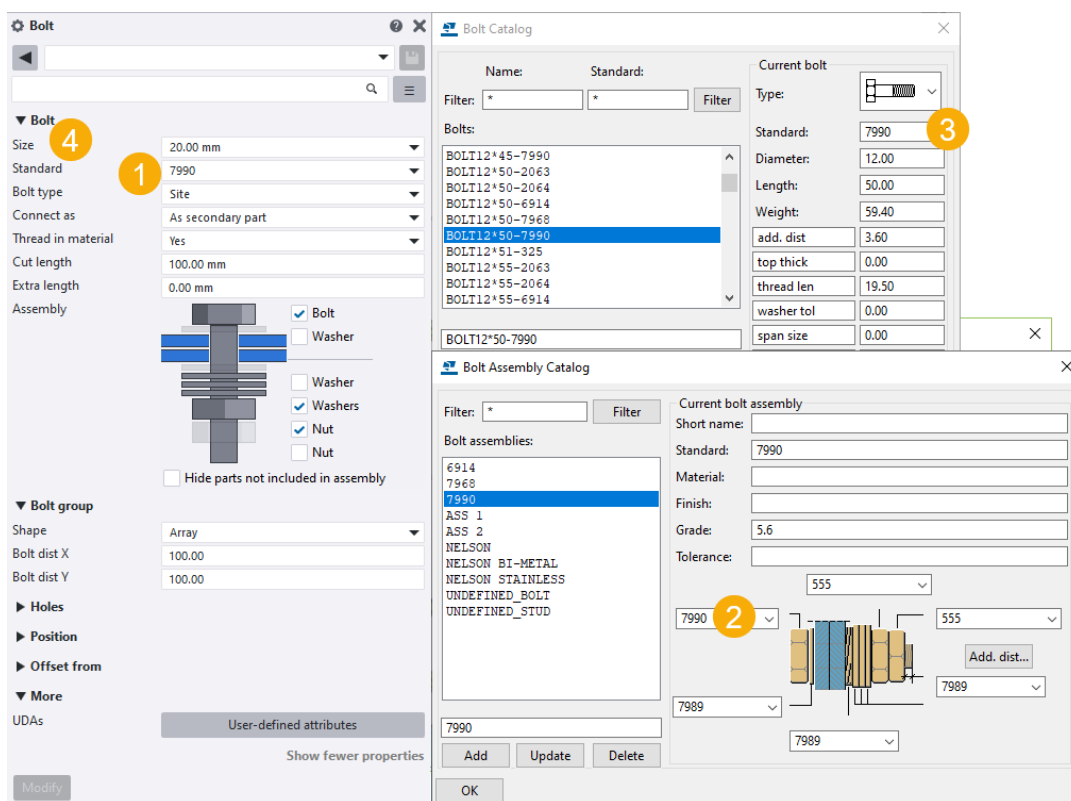 Bolt
Bolt
4
Size
20.00 mm
Standard
1
7990
Bolt type
Site
Connect as
As secondary part
Thread in material
Yes
Cut length
100.00 mm
Extra length
0.00 mm
Assembly
Bolt
Washer
Washer
Washers
Nut
Nut
Hide parts not included in assembly
Bolt group
Shape
Array
Bolt dist X
100.00
Bolt dist Y
100.00
Holes
Position
Offset from
More
UDAs
User-defined attributes
Show fewer properties
Modify
Bolt Catalog
Name:
Standard:
Filter:
*
*
Filter
Bolts:
BOLT12*45-7990
BOLT12*50-2063
BOLT12*50-2064
BOLT12*50-6914
BOLT12*50-7968
BOLT12*50-7990
BOLT12*51-325
BOLT12*55-2063
BOLT12*55-2064
BOLT12*55-6914
BOLT12*50-7990
Current bolt
Type:
Standard:
7990
3
Diameter:
12.00
Length:
50.00
Weight:
59.40
add. dist
3.60
top thick
0.00
thread len
19.50
washer tol
0.00
span size
0.00
Bolt Assembly Catalog
Filter:
*
Filter
Bolt assemblies:
6914
7968
7990
ASS 1
ASS 2
NELSON
NELSON BI-METAL
NELSON STAINLESS
UNDEFINED_BOLT
UNDEFINED_STUD
7990
Add
Update
Delete
OK
Current bolt assembly
Short name:
Standard:
7990
Material:
Finish:
Grade:
5.6
Tolerance:
555
7990
2
555
Add. dist...
7989
7989
7989